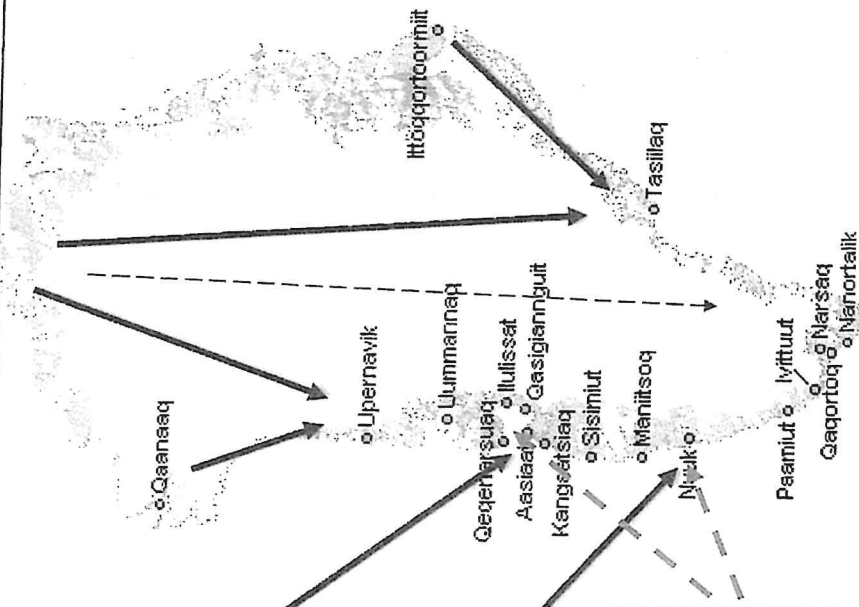 Ittoqqortoormiit
Qaanaaq
Tasiilaq
Upernavik
Uummannaq
Qeqertarsuaq
Ilulissat
Aasiaat
Qasigiannguit
Kangaatsiaq
Sisimiut
Maniitsoq
Nuuk
Paamiut
Ivittuut
Narsaq
Qaqortoq
Nanortalik